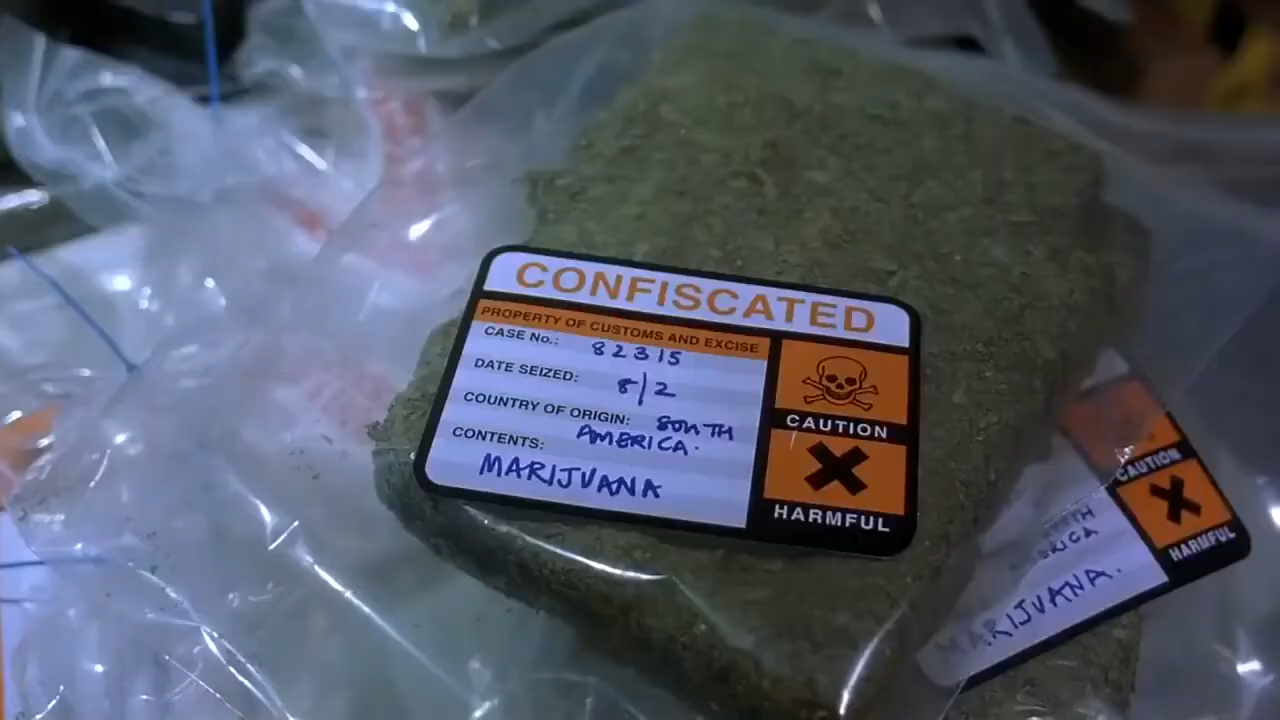 CONFISCATED
PROPERTY OF CUSTOMS AND EXCISE
CASE No.: 82315
DATE SEIZED: 8/2
COUNTRY OF ORIGIN: SOUTH
AMERICA.
CONTENTS:
MARIJUANA
CAUTION
HARMFUL
CAUTION
HARMFUL
MARIJUANA.